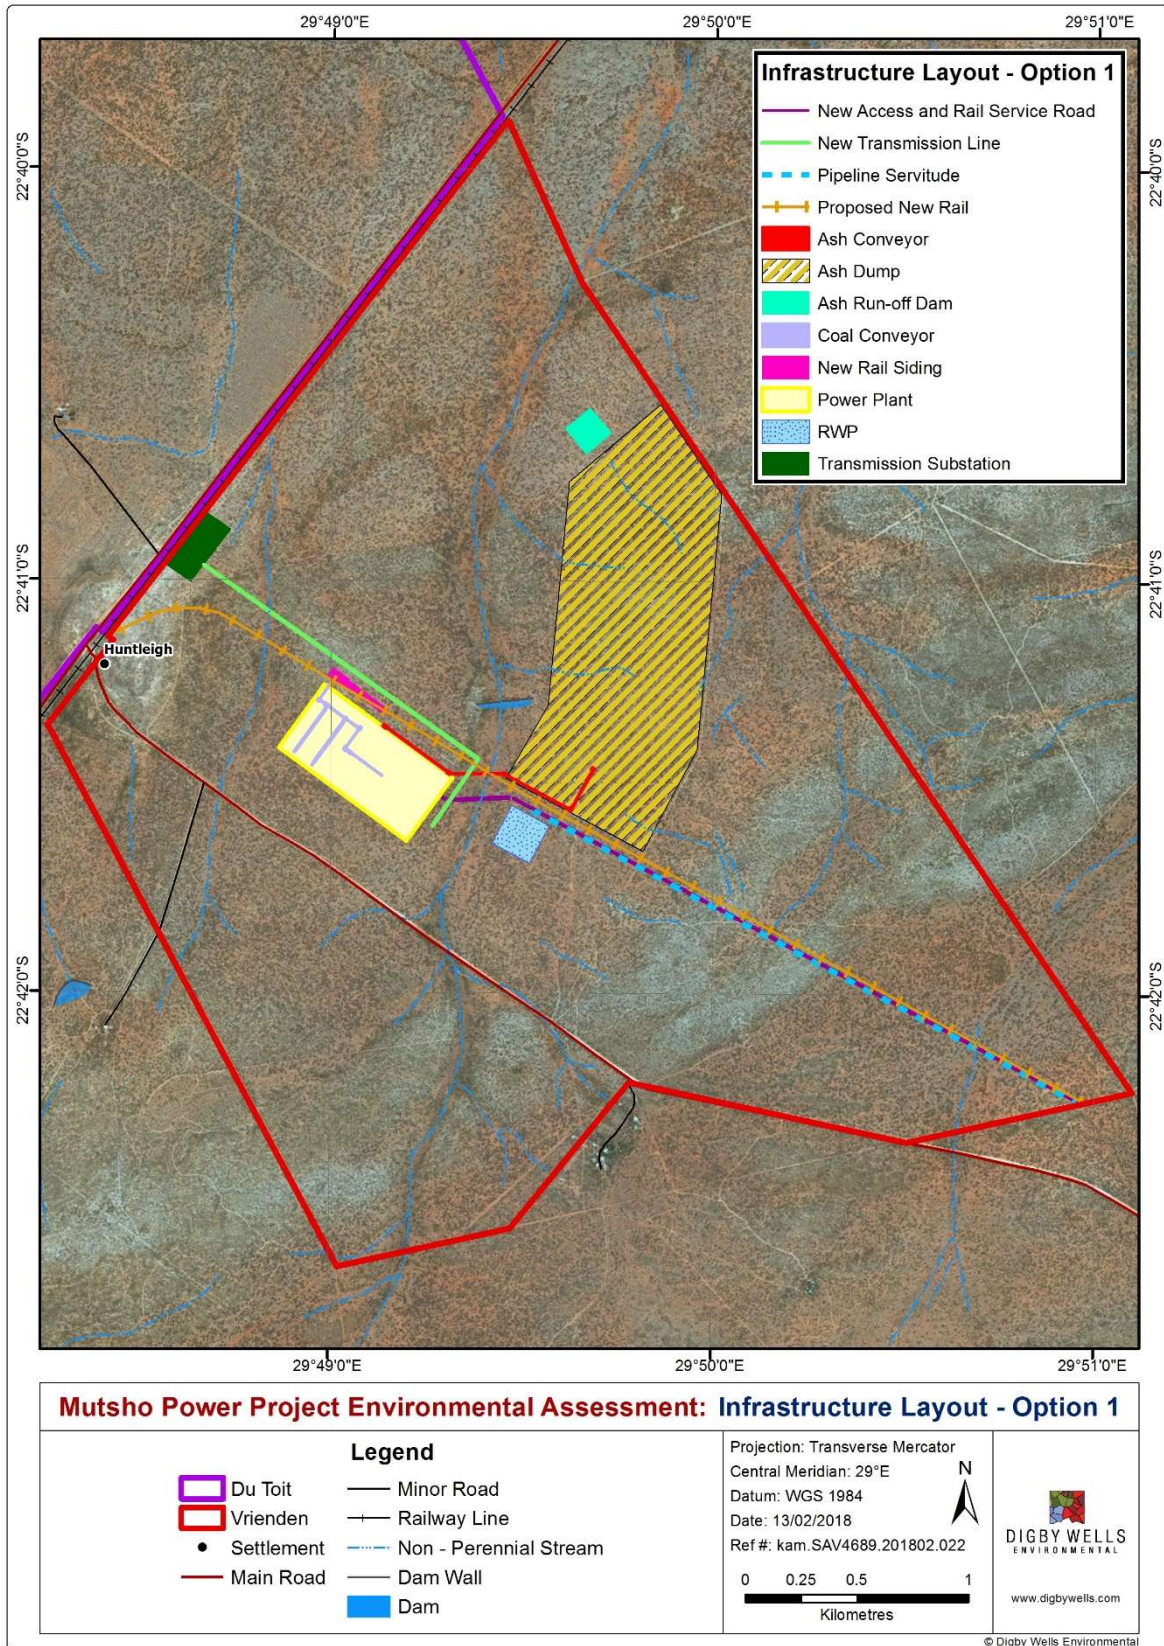 29°49'0"E
29°50'0"E
29°51'0"E
22°40'0"S
22°40'0"S
Infrastructure Layout - Option 1
New Access and Rail Service Road
New Transmission Line
Pipeline Servitude
Proposed New Rail
Ash Conveyor
Ash Dump
Ash Run-off Dam
Coal Conveyor
New Rail Siding
Power Plant
RWP
Transmission Substation
22°41'0"S
22°41'0"S
Huntleigh
22°42'0"S
22°42'0"S
29°49'0"E
29°50'0"E
29°51'0"E
Mutsho Power Project Environmental Assessment: Infrastructure Layout - Option 1
Legend
Du Toit
Vrienden
Settlement
Main Road
Minor Road
Railway Line
Non - Perennial Stream
Dam Wall
Dam
Projection: Transverse Mercator
Central Meridian: 29°E
Datum: WGS 1984
Date: 13/02/2018
Ref #: kam.SAV4689.201802.022
N
0 0.25 0.5 1
Kilometres
DIGBY WELLS
ENVIRONMENTAL
www.digbywells.com
© Digby Wells Environmental